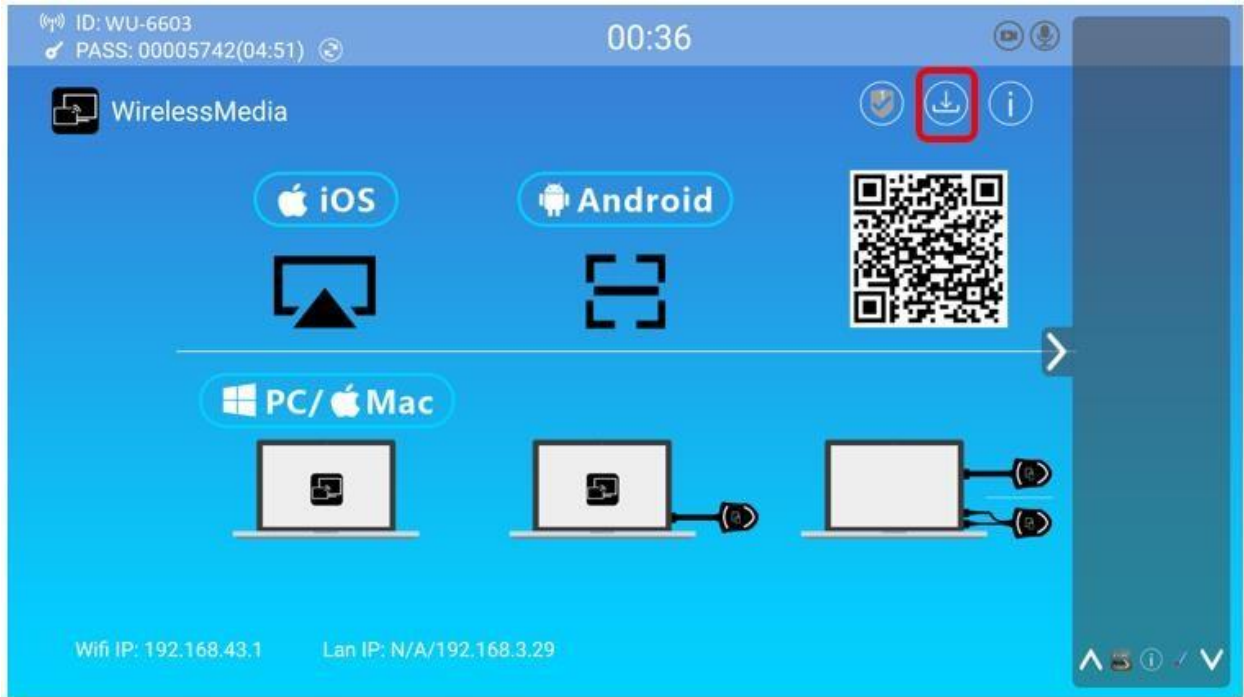 ID: WU-6603
PASS: 00005742(04:51)
00:36
WirelessMedia
iOS
Android
PC/ Mac
Wifi IP: 192.168.43.1
Lan IP: N/A/192.168.3.29